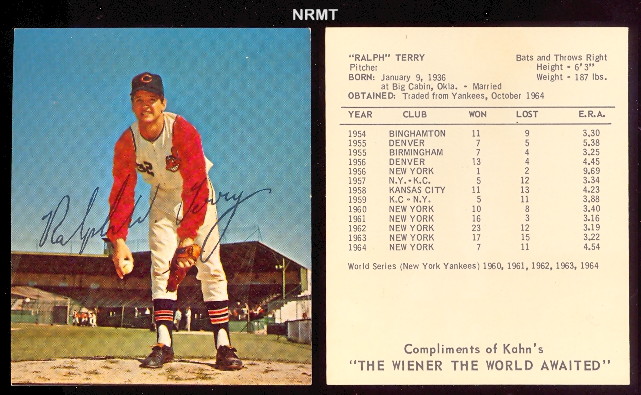 NRMT
Ralph W. Terry
32
C
"RALPH" TERRY Bats and Throws Right
Pitcher Height - 6'3"
BORN: January 9, 1936 Weight - 187 lbs.
at Big Cabin, Okla. - Married
OBTAINED: Traded from Yankees, October 1964
YEAR CLUB WON LOST E.R.A.
1954 BINGHAMTON 11 9 3.30
1955 DENVER 7 5 5.38
1955 BIRMINGHAM 7 4 3.25
1956 DENVER 13 4 4.45
1956 NEW YORK 1 2 9.69
1957 N.Y. - K.C. 5 12 3.34
1958 KANSAS CITY 11 13 4.23
1959 K.C - N.Y. 5 11 3.88
1960 NEW YORK 10 8 3.40
1961 NEW YORK 16 3 3.16
1962 NEW YORK 23 12 3.19
1963 NEW YORK 17 15 3.22
1964 NEW YORK 7 11 4.54
World Series (New York Yankees) 1960, 1961, 1962, 1963, 1964
Compliments of Kahn's
"THE WIENER THE WORLD AWAITED"